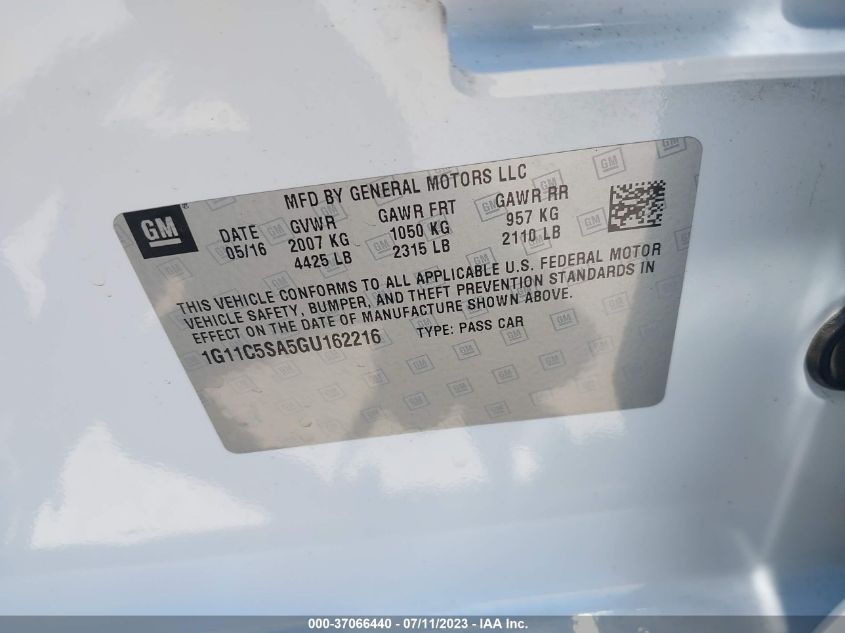 MFD BY GENERAL MOTORS LLC
GM DATE GVWR GAWR FRT GAWR RR
05/16 2007 KG 1050 KG 957 KG
4425 LB 2315 LB 2110 LB
THIS VEHICLE CONFORMS TO ALL APPLICABLE U.S. FEDERAL MOTOR
VEHICLE SAFETY, BUMPER, AND THEFT PREVENTION STANDARDS IN
EFFECT ON THE DATE OF MANUFACTURE SHOWN ABOVE.
1G11C5SA5GU162216 TYPE: PASS CAR
000-37066440 - 07/11/2023 - IAA Inc.